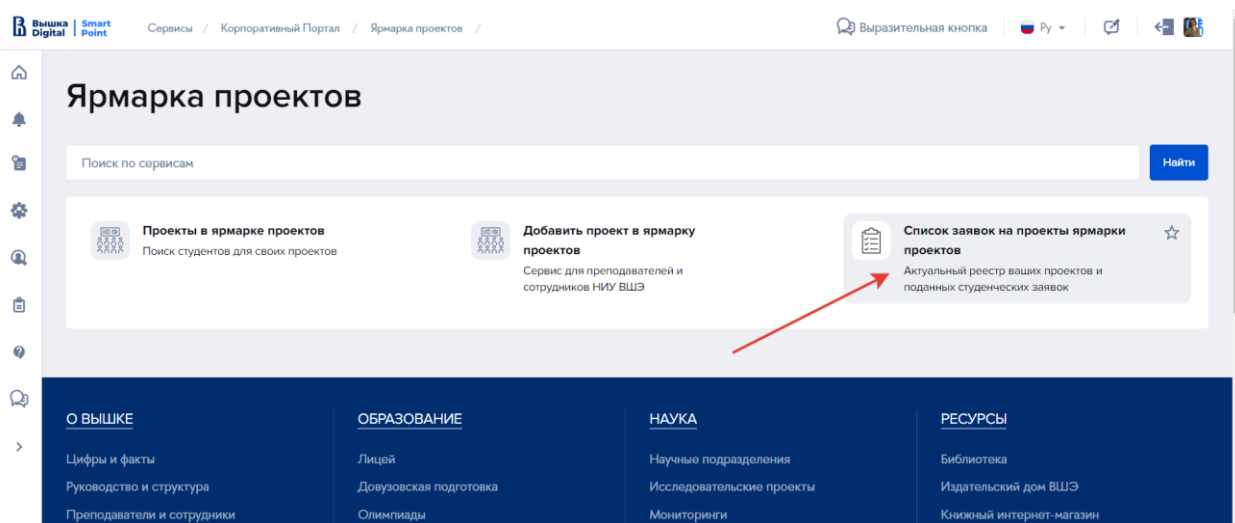 Вышка Digital | Smart Point
Сервисы / Корпоративный Портал / Ярмарка проектов /
Выразительная кнопка
Ру
Ярмарка проектов
Поиск по сервисам
Найти
Проекты в ярмарке проектов
Поиск студентов для своих проектов
Добавить проект в ярмарку
проектов
Сервис для преподавателей и
сотрудников НИУ ВШЭ
Список заявок на проекты ярмарки
проектов
Актуальный реестр ваших проектов и
поданных студенческих заявок
О ВЫШКЕ
Цифры и факты
Руководство и структура
Преподаватели и сотрудники
ОБРАЗОВАНИЕ
Лицей
Довузовская подготовка
Олимпиады
НАУКА
Научные подразделения
Исследовательские проекты
Мониторинги
РЕСУРСЫ
Библиотека
Издательский дом ВШЭ
Книжный интернет-магазин